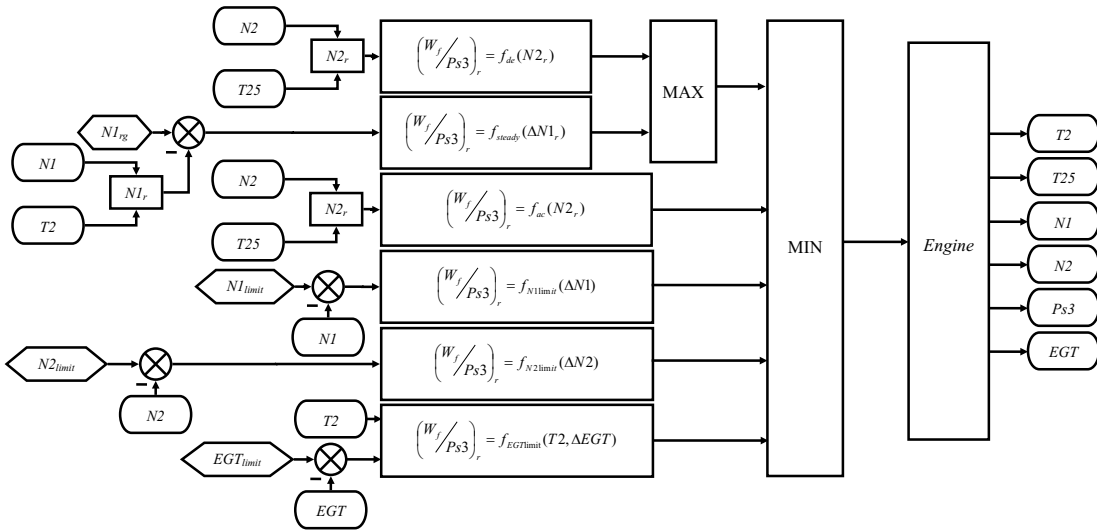 N2
N2r
T25
(Wf/Ps3)r = fde(N2r)
MAX
N1rg
(Wf/Ps3)r = fsteady(ΔN1r)
N1
N1r
T2
N2
N2r
T25
(Wf/Ps3)r = fac(N2r)
N1limit
N1
(Wf/Ps3)r = fN1limit(ΔN1)
N2limit
N2
(Wf/Ps3)r = fN2limit(ΔN2)
T2
EGTlimit
EGT
(Wf/Ps3)r = fEGTlimit(T2, ΔEGT)
MIN
Engine
T2
T25
N1
N2
Ps3
EGT